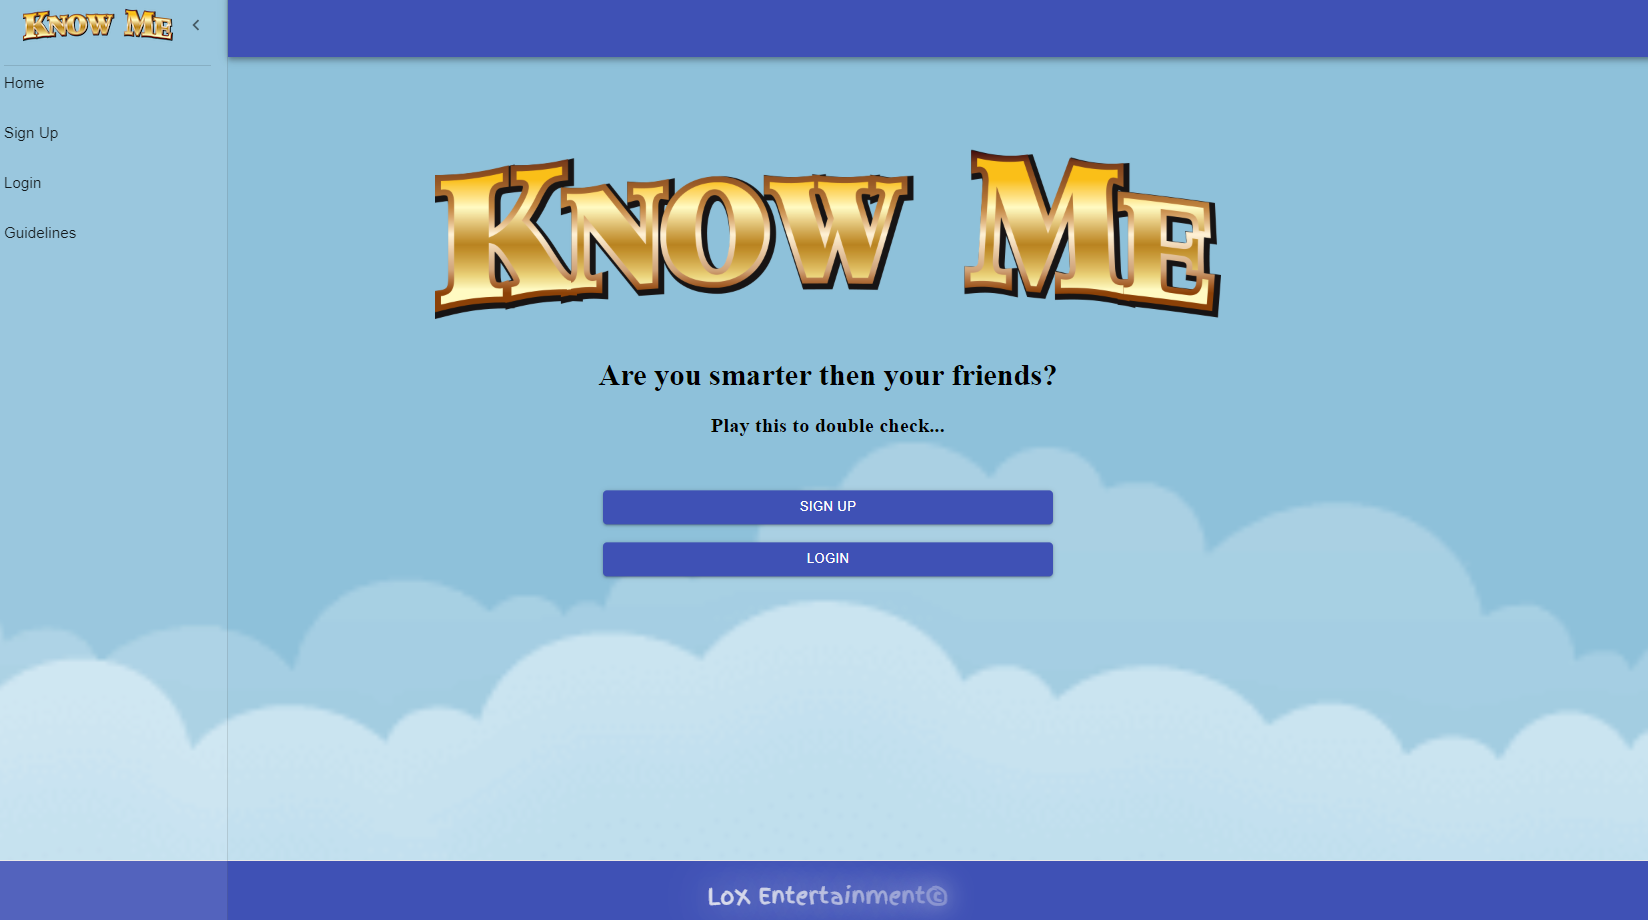 Know Me
Home
Sign Up
Login
Guidelines
Know Me
Are you smarter then your friends?
Play this to double check...
SIGN UP
LOGIN
Lox Entertainment©